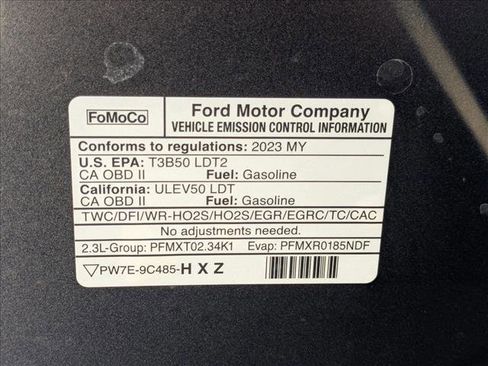 FoMoCo
Ford Motor Company
VEHICLE EMISSION CONTROL INFORMATION
Conforms to regulations: 2023 MY
U.S. EPA: T3B50 LDT2
CA OBD II Fuel: Gasoline
California: ULEV50 LDT
CA OBD II Fuel: Gasoline
TWC/DFI/WR-HO2S/HO2S/EGR/EGRC/TC/CAC
No adjustments needed.
2.3L-Group: PFMXT02.34K1 Evap: PFMXR0185NDF
PW7E-9C485-H X Z